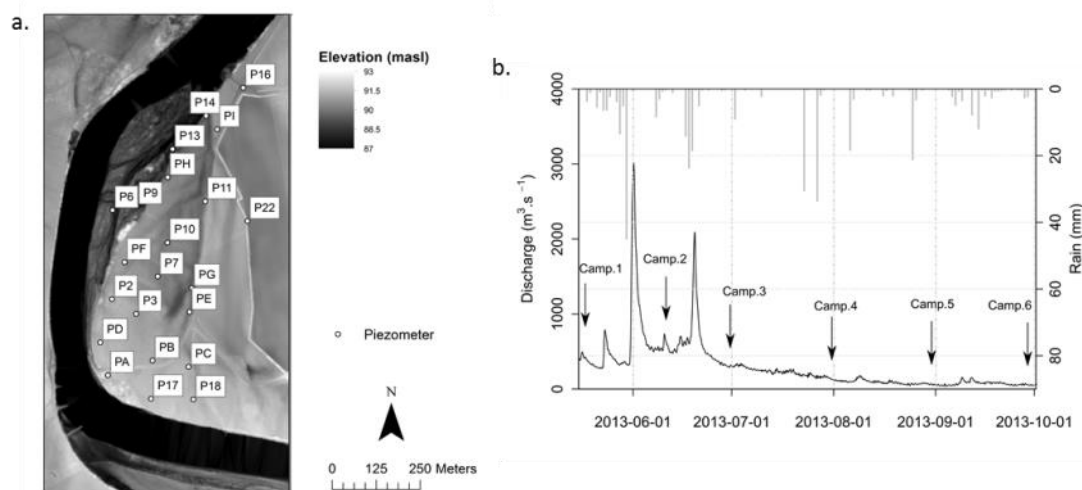 a.
Elevation (masl)
93
91.5
90
88.5
87
P16
P14
PI
P13
PH
P9
P11
P6
P22
P10
PF
P7
PG
P2
P3
PE
PD
PB
PC
PA
P17
P18
Piezometer
N
0 125 250 Meters
b.
Discharge (m³.s⁻¹)
4000
3000
2000
1000
0
Camp.1
Camp.2
Camp.3
Camp.4
Camp.5
Camp.6
0
20
40
60
80
Rain (mm)
2013-06-01 2013-07-01 2013-08-01 2013-09-01 2013-10-01